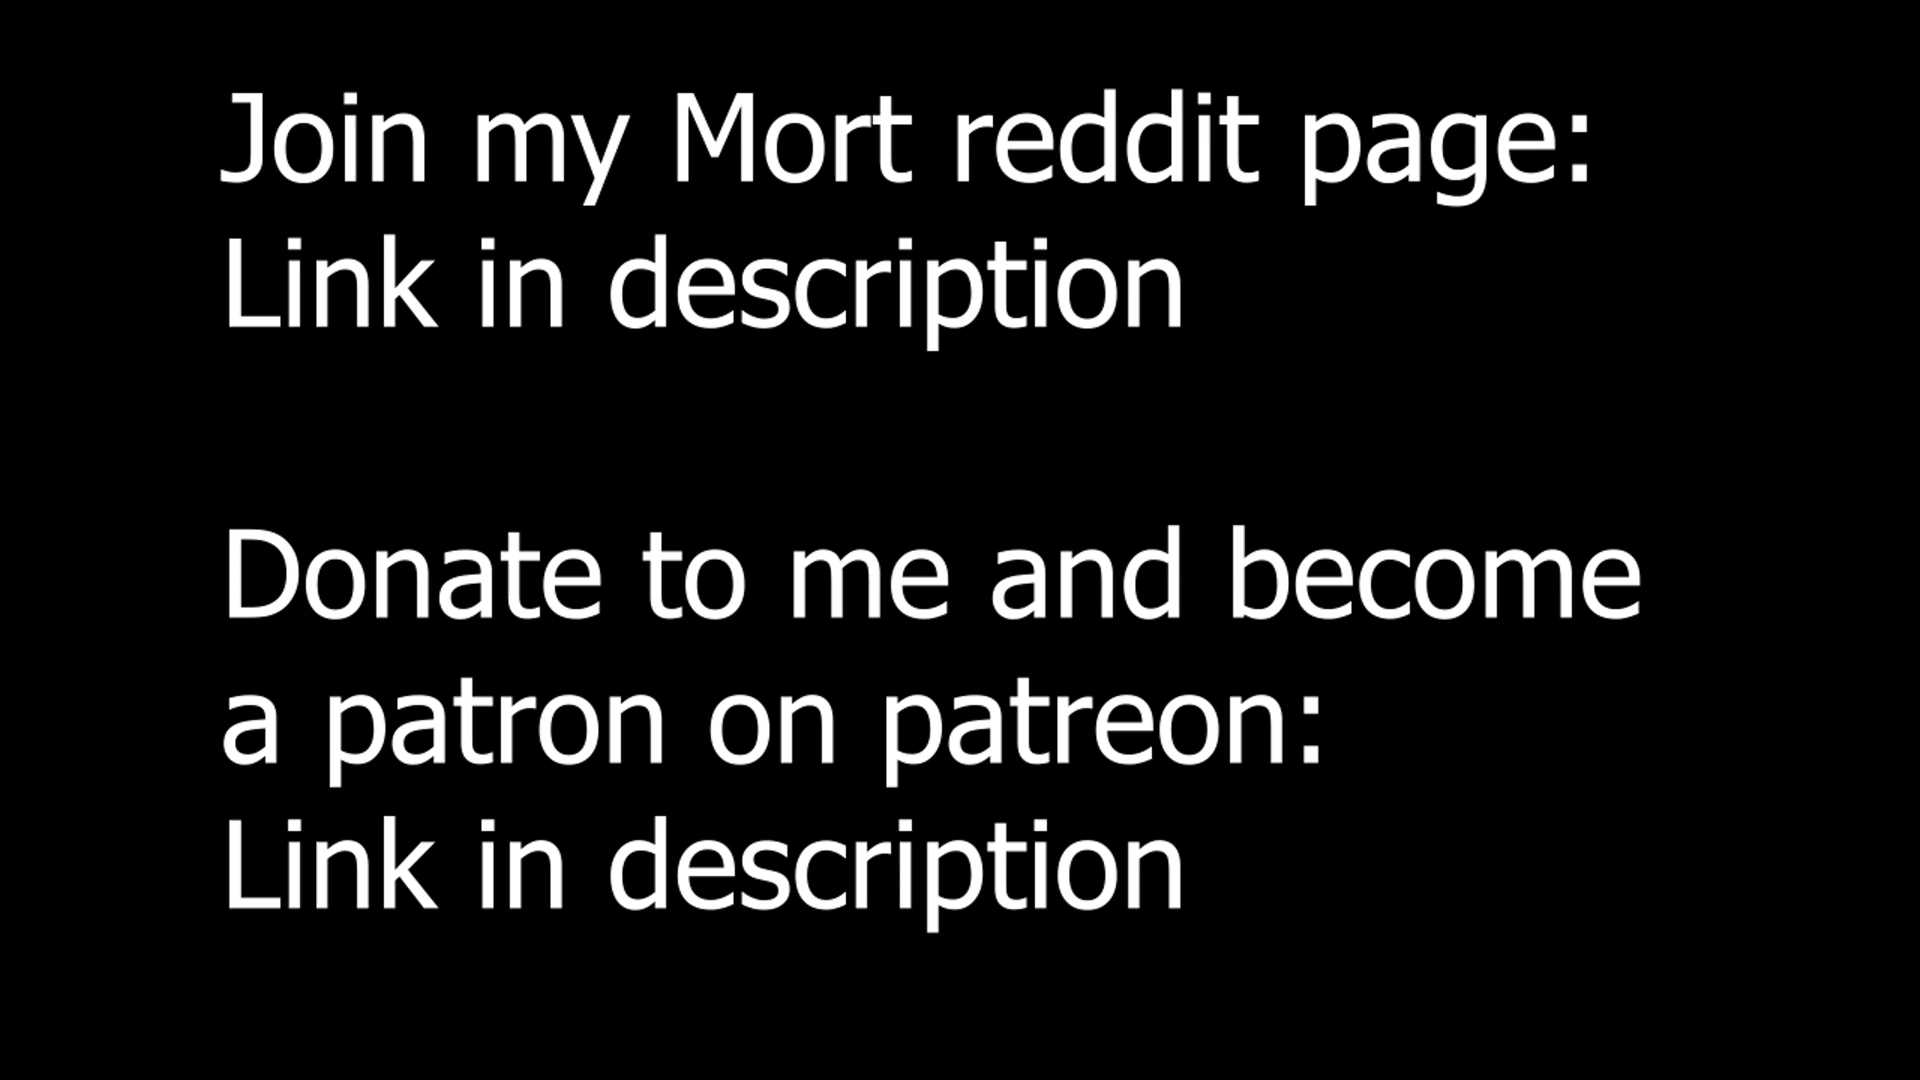 Join my Mort reddit page:
Link in description
Donate to me and become
a patron on patreon:
Link in description